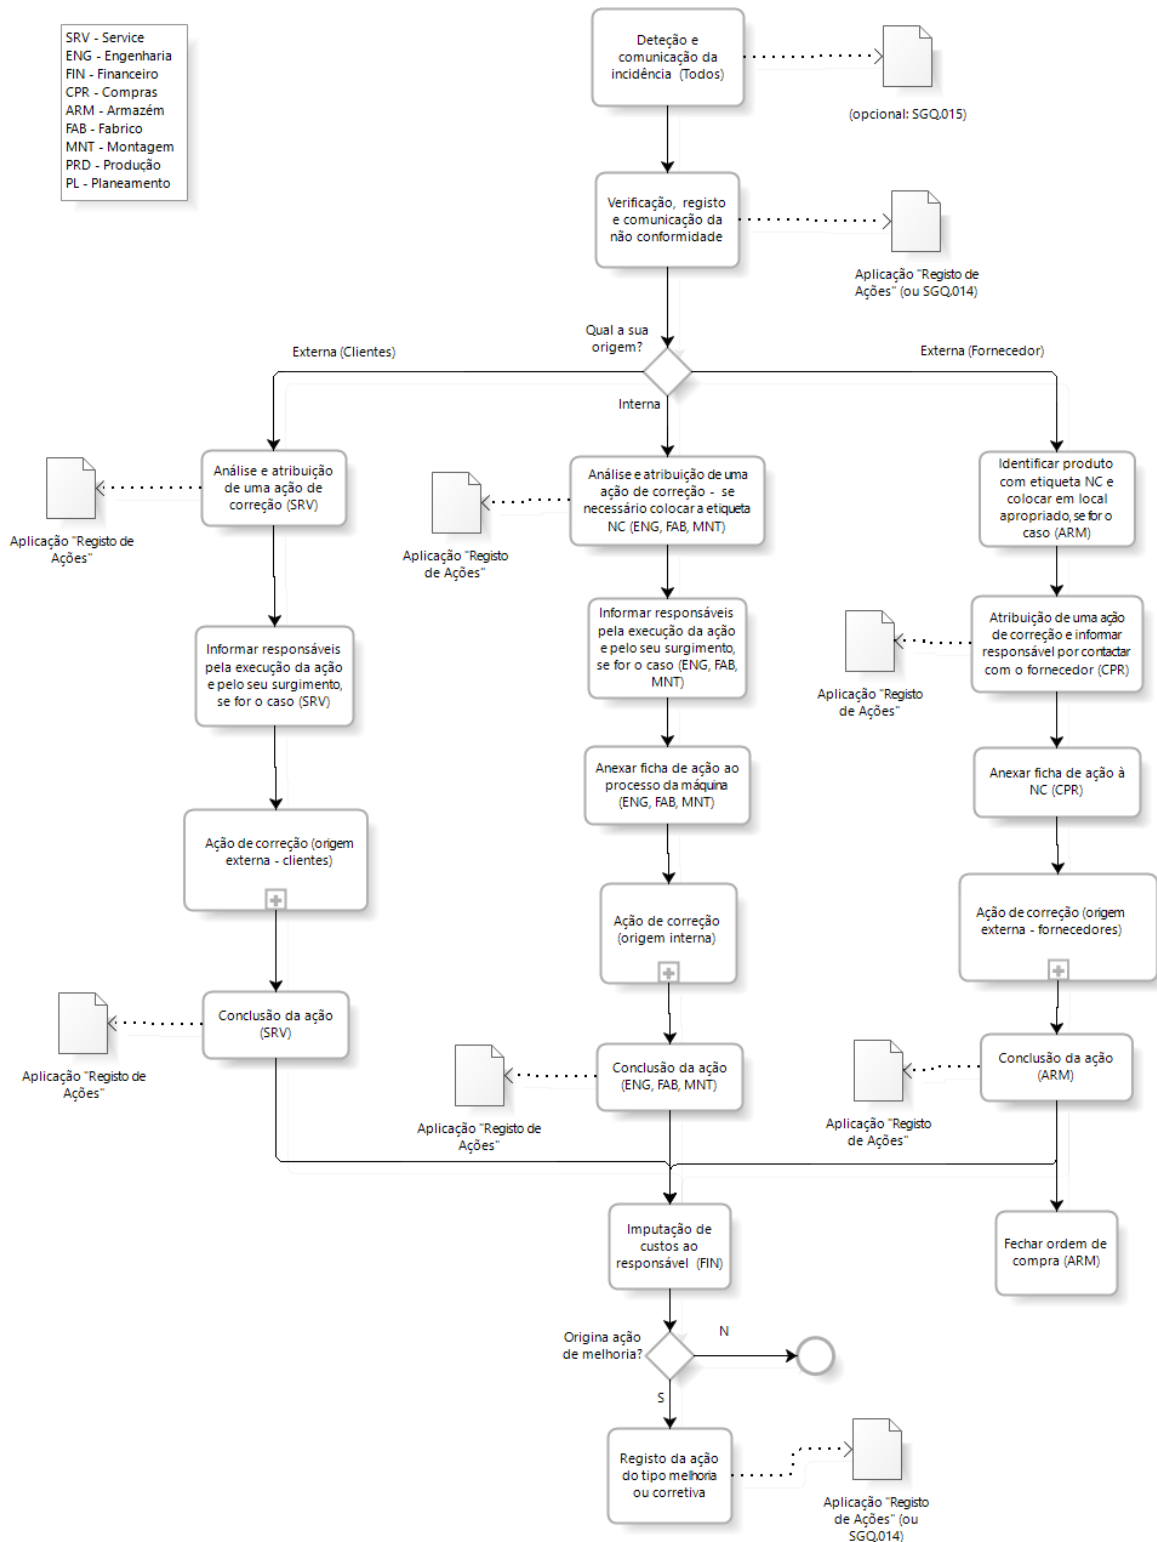 SRV - Service
ENG - Engenharia
FIN - Financeiro
CPR - Compras
ARM - Armazém
FAB - Fabrico
MNT - Montagem
PRD - Produção
PL - Planeamento
Deteção e
comunicação da
incidência (Todos)
(opcional: SGQ.015)
Verificação, registo
e comunicação da
não conformidade
Aplicação "Registo de
Ações" (ou SGQ.014)
Qual a sua
origem?
Externa (Clientes)
Interna
Externa (Fornecedor)
Análise e atribuição
de uma ação de
correção (SRV)
Aplicação "Registo de
Ações"
Análise e atribuição de uma
ação de correção - se
necessário colocar a etiqueta
NC (ENG, FAB, MNT)
Aplicação "Registo
de Ações"
Identificar produto
com etiqueta NC e
colocar em local
apropriado, se for o
caso (ARM)
Informar responsáveis
pela execução da ação
e pelo seu surgimento,
se for o caso (SRV)
Informar responsáveis
pela execução da ação
e pelo seu surgimento,
se for o caso (ENG, FAB,
MNT)
Atribuição de uma ação
de correção e informar
responsável por contactar
com o fornecedor (CPR)
Aplicação "Registo
de Ações"
Anexar ficha de ação ao
processo da máquina
(ENG, FAB, MNT)
Anexar ficha de ação à
NC (CPR)
Ação de correção (origem
externa - clientes)
Ação de correção
(origem interna)
Ação de correção (origem
externa - fornecedores)
Conclusão da ação
(SRV)
Aplicação "Registo de
Ações"
Conclusão da ação
(ENG, FAB, MNT)
Aplicação "Registo de
Ações"
Conclusão da ação
(ARM)
Aplicação "Registo
de Ações"
Imputação de
custos ao
responsável (FIN)
Fechar ordem de
compra (ARM)
Origina ação
de melhoria?
N
S
Registo da ação
do tipo melhoria
ou corretiva
Aplicação "Registo
de Ações" (ou
SGQ.014)